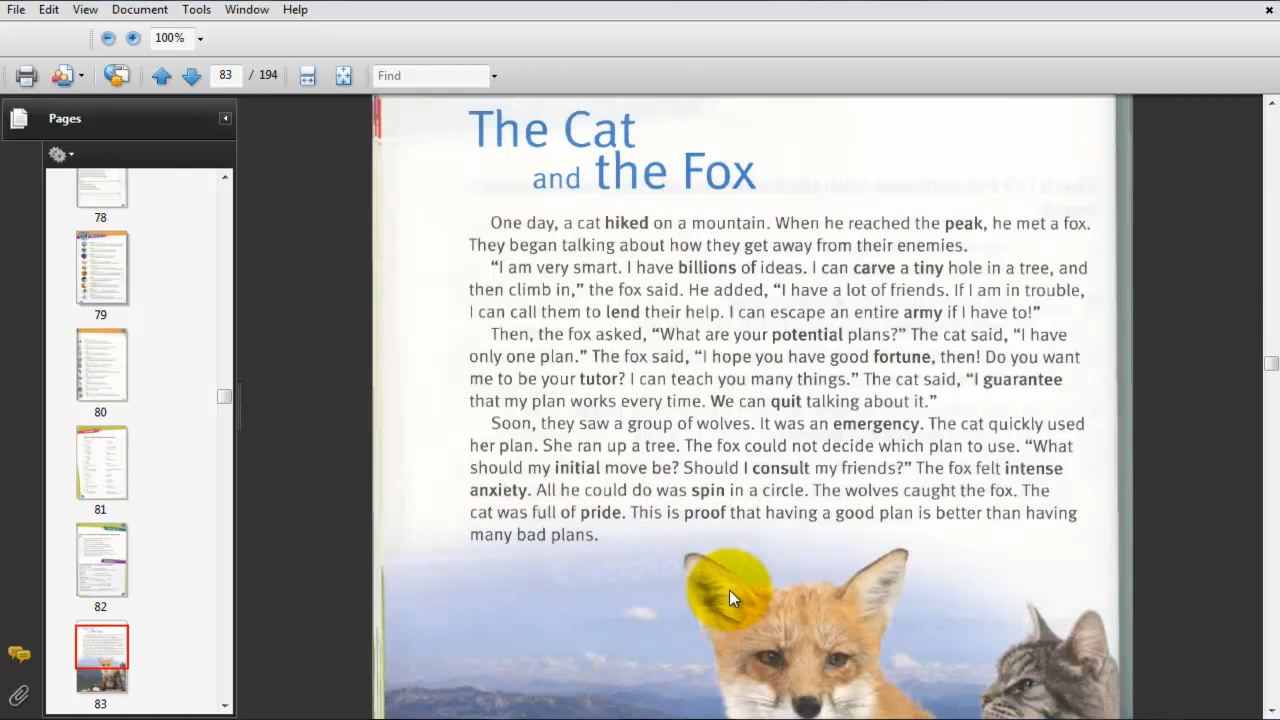 File Edit View Document Tools Window Help
100%
83 / 194 Find
Pages
78
79
80
81
82
83
The Cat
and the Fox
One day, a cat hiked on a mountain. When he reached the peak, he met a fox.
They began talking about how they get away from their enemies.
“I am very smart. I have billions of ideas. I can carve a tiny hole in a tree, and
then climb in,” the fox said. He added, “I have a lot of friends. If I am in trouble,
I can call them to lend their help. I can escape an entire army if I have to!”
Then, the fox asked, “What are your potential plans?” The cat said, “I have
only one plan.” The fox said, “I hope you have good fortune, then! Do you want
me to be your tutor? I can teach you many things.” The cat said, “I guarantee
that my plan works every time. We can quit talking about it.”
Soon, they saw a group of wolves. It was an emergency. The cat quickly used
her plan. She ran up a tree. The fox could not decide which plan to use. “What
should my initial move be? Should I consult my friends?” The fox felt intense
anxiety. All he could do was spin in a circle. The wolves caught the fox. The
cat was full of pride. This is proof that having a good plan is better than having
many bad plans.